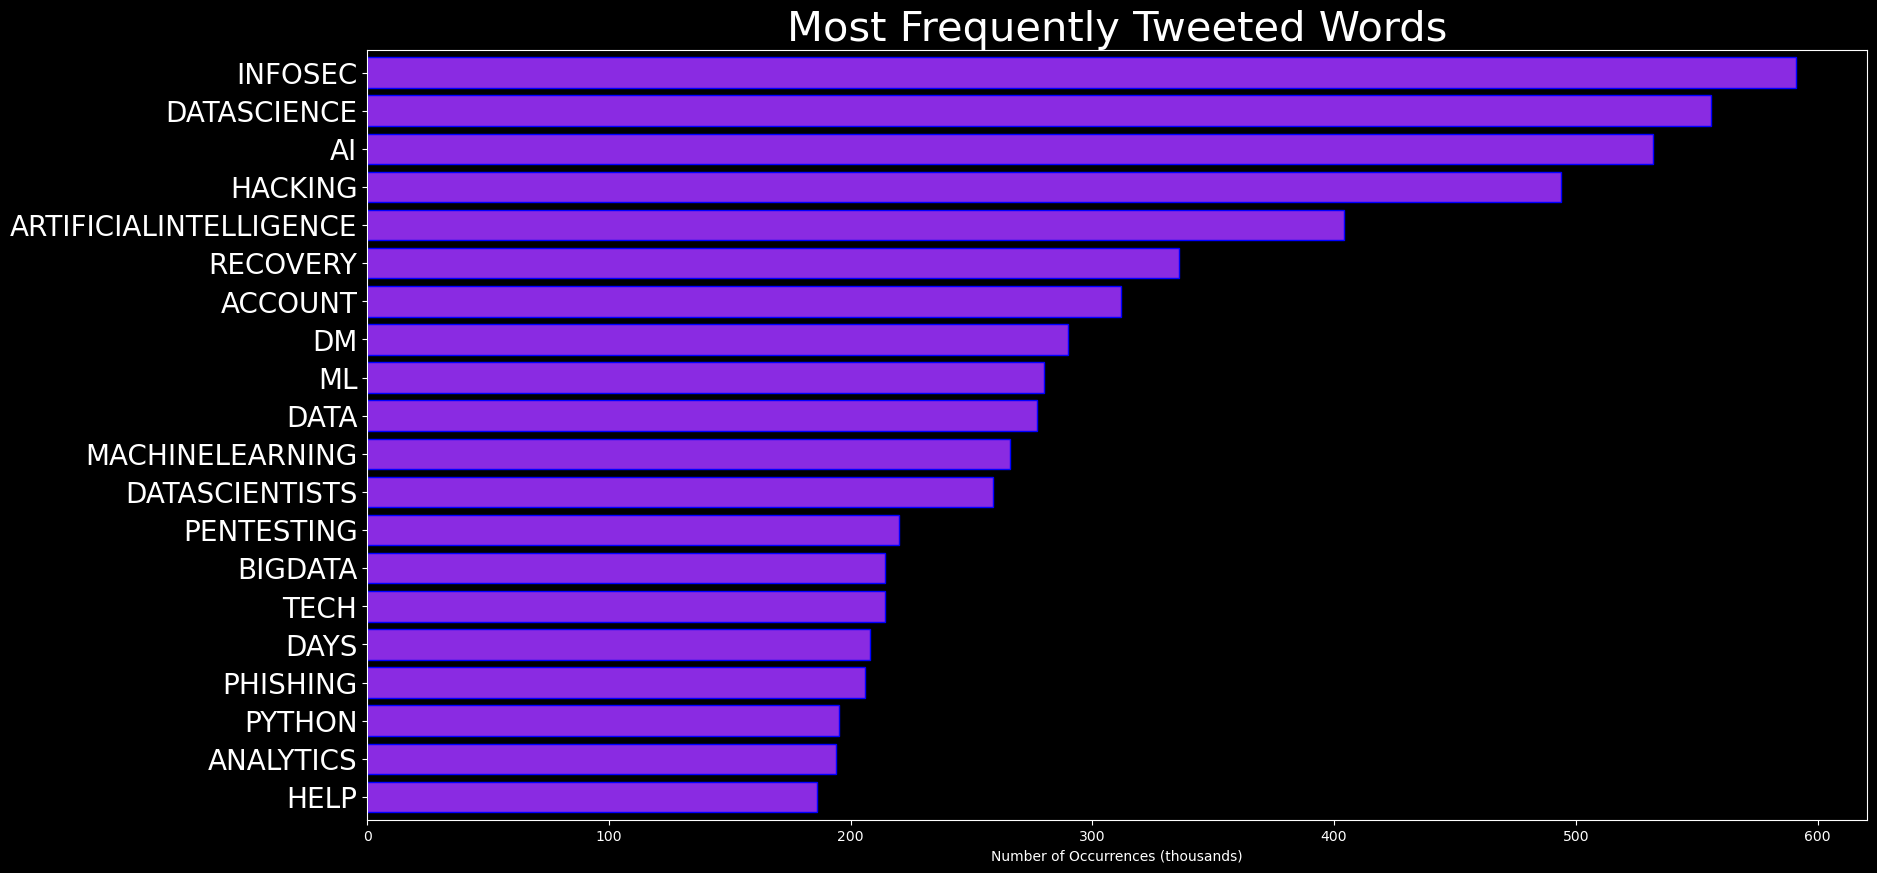 Most Frequently Tweeted Words
INFOSEC
DATASCIENCE
AI
HACKING
ARTIFICIALINTELLIGENCE
RECOVERY
ACCOUNT
DM
ML
DATA
MACHINELEARNING
DATASCIENTISTS
PENTESTING
BIGDATA
TECH
DAYS
PHISHING
PYTHON
ANALYTICS
HELP
0 100 200 300 400 500 600
Number of Occurrences (thousands)